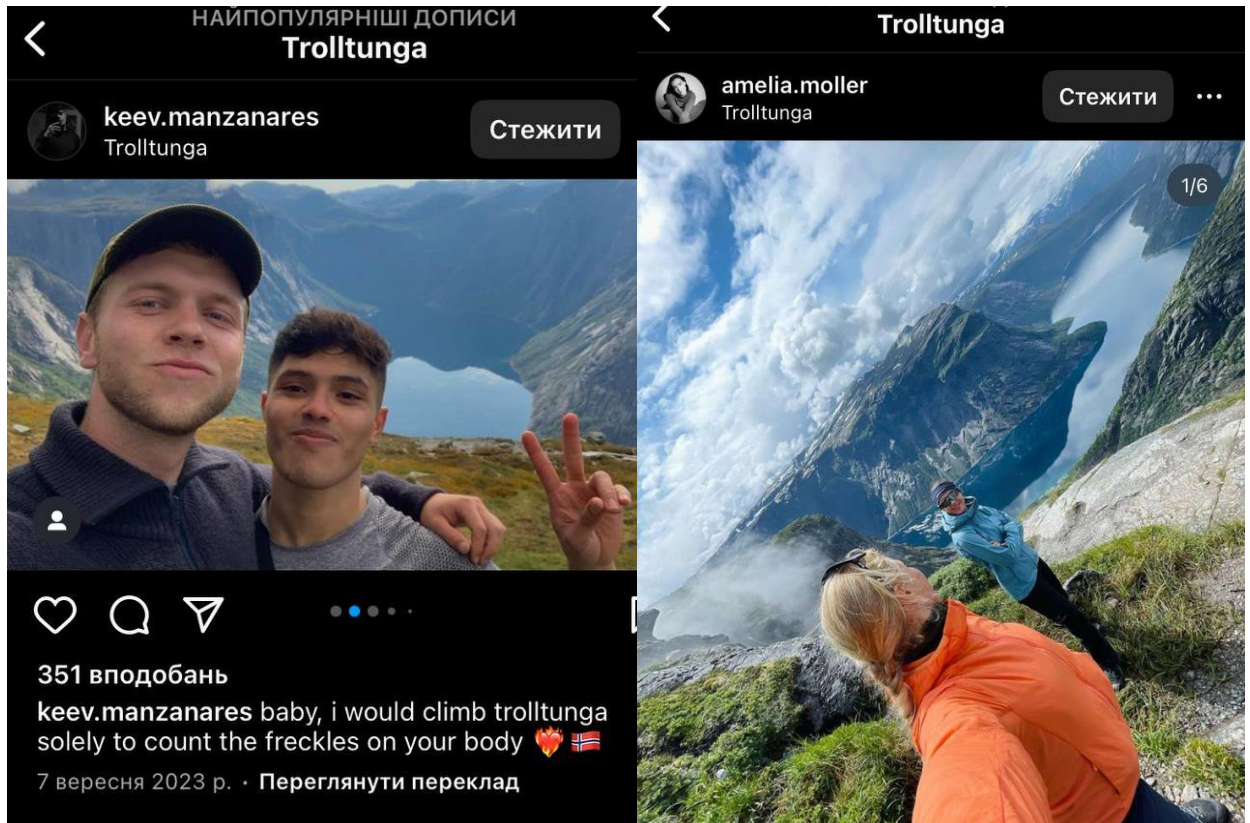 НАЙПОПУЛЯРНІШІ ДОПИСИ
Trolltunga
keev.manzanares
Trolltunga
Стежити
351 вподобань
keev.manzanares baby, i would climb trolltunga
solely to count the freckles on your body ❤️‍🔥 🇳🇴
7 вересня 2023 р. · Переглянути переклад
Trolltunga
amelia.moller
Trolltunga
Стежити
1/6